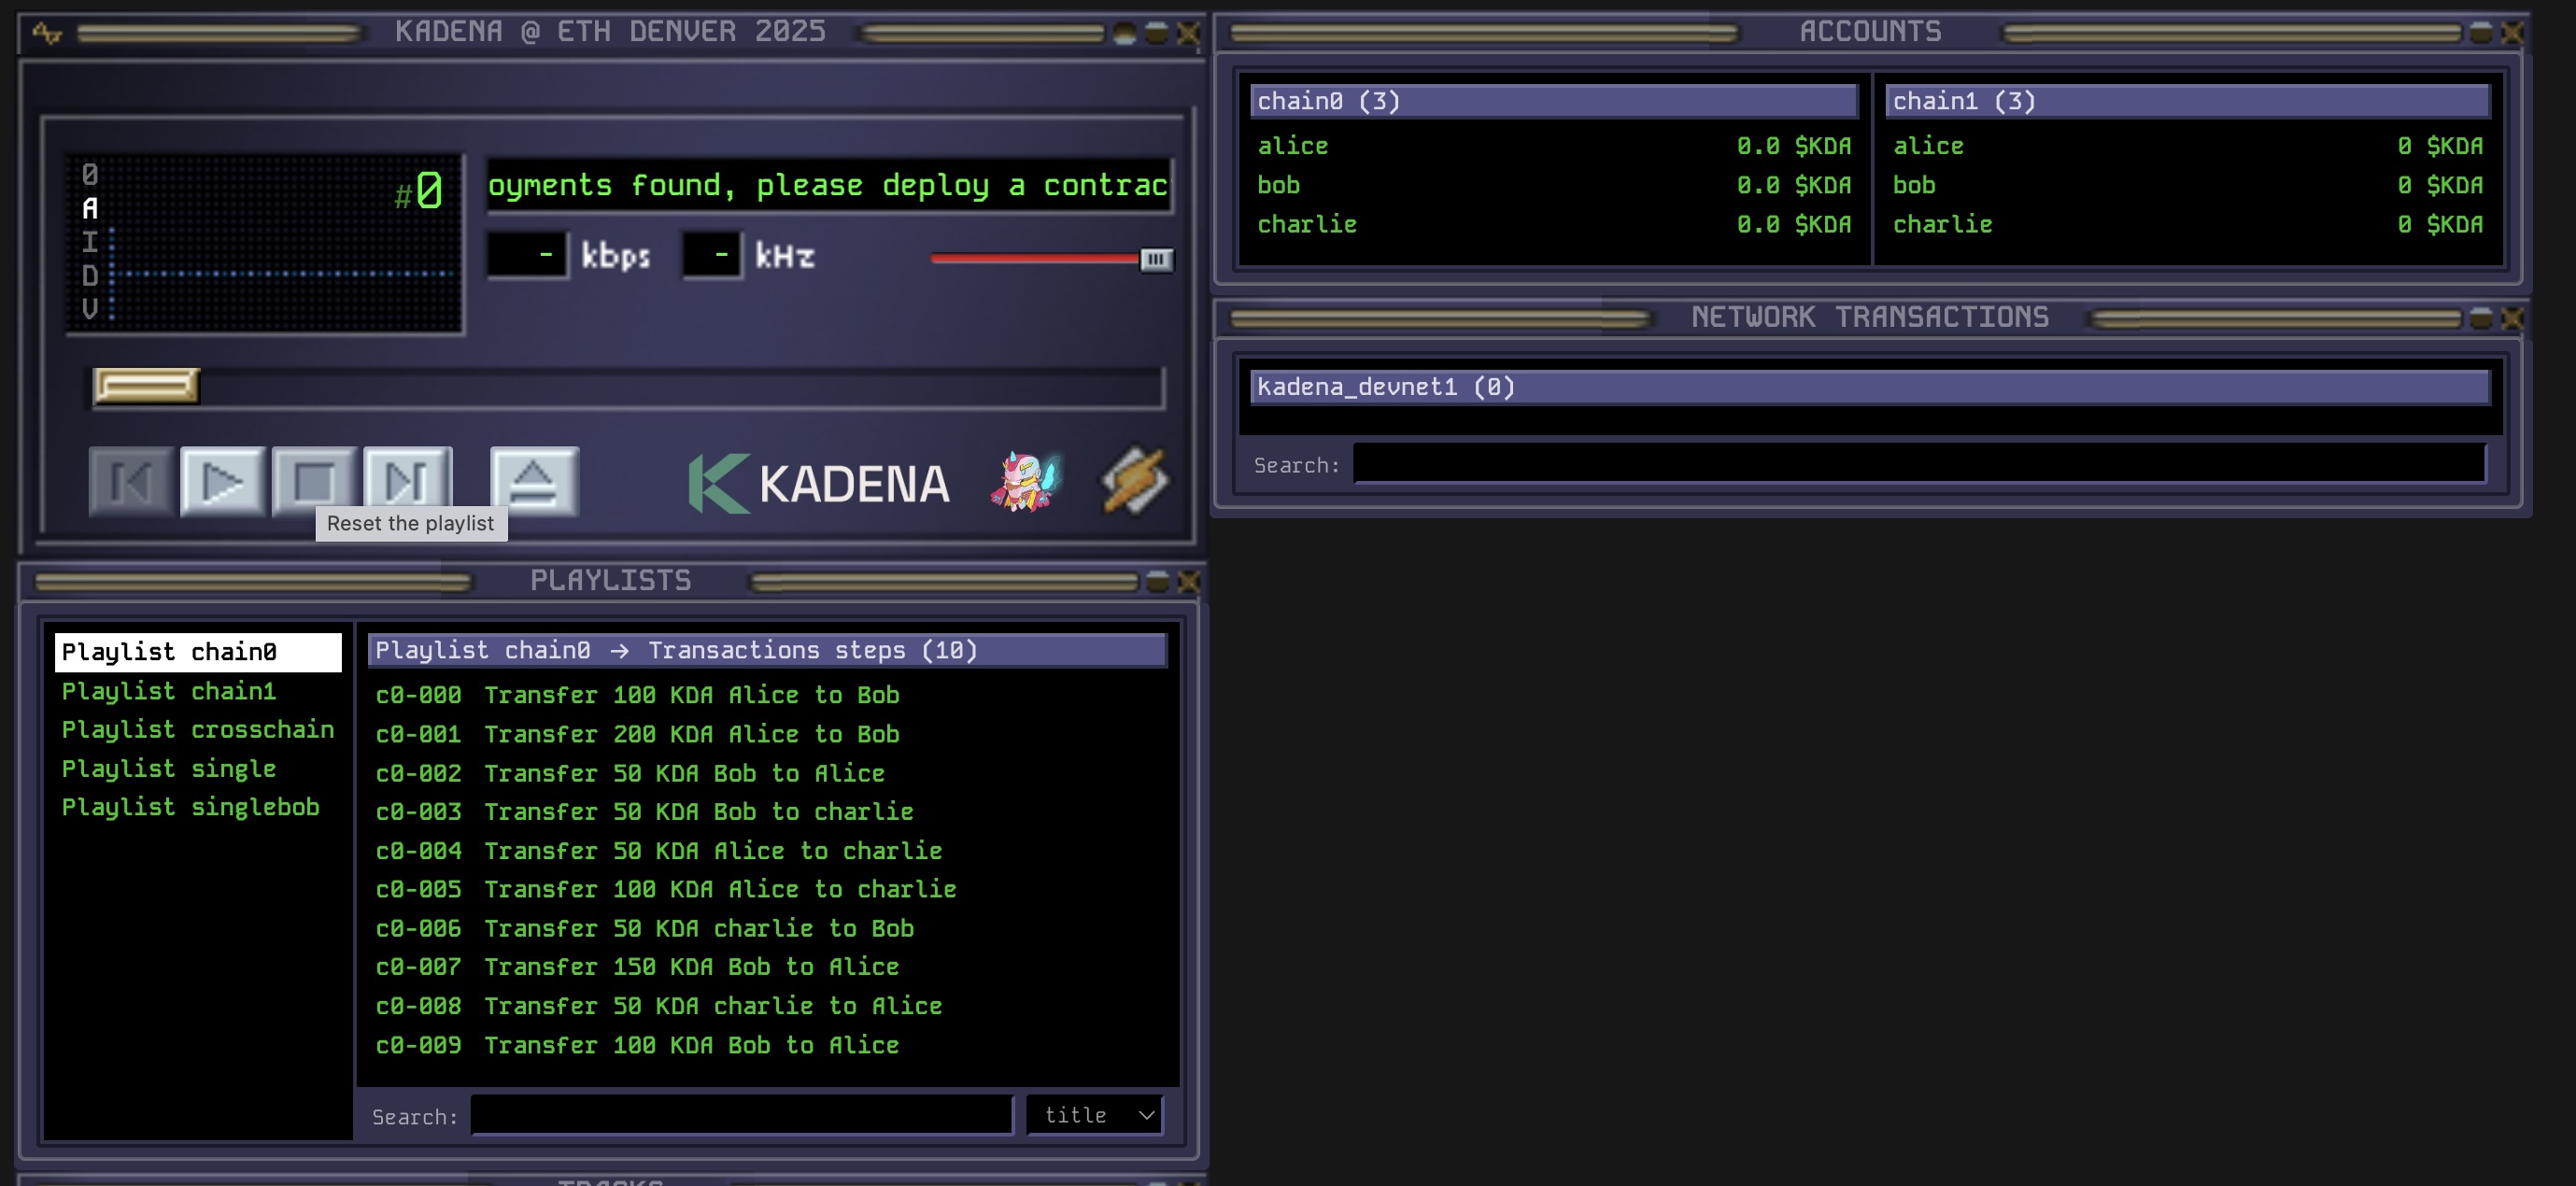 KADENA @ ETH DENVER 2025
0
A
I
D
V
#0
oyments found, please deploy a contrac
- kbps - kHz
KADENA
Reset the playlist
PLAYLISTS
Playlist chain0
Playlist chain1
Playlist crosschain
Playlist single
Playlist singlebob
Playlist chain0 → Transactions steps (10)
c0-000 Transfer 100 KDA Alice to Bob
c0-001 Transfer 200 KDA Alice to Bob
c0-002 Transfer 50 KDA Bob to Alice
c0-003 Transfer 50 KDA Bob to charlie
c0-004 Transfer 50 KDA Alice to charlie
c0-005 Transfer 100 KDA Alice to charlie
c0-006 Transfer 50 KDA charlie to Bob
c0-007 Transfer 150 KDA Bob to Alice
c0-008 Transfer 50 KDA charlie to Alice
c0-009 Transfer 100 KDA Bob to Alice
Search:
title
ACCOUNTS
chain0 (3)
alice 0.0 $KDA
bob 0.0 $KDA
charlie 0.0 $KDA
chain1 (3)
alice 0 $KDA
bob 0 $KDA
charlie 0 $KDA
NETWORK TRANSACTIONS
kadena_devnet1 (0)
Search: